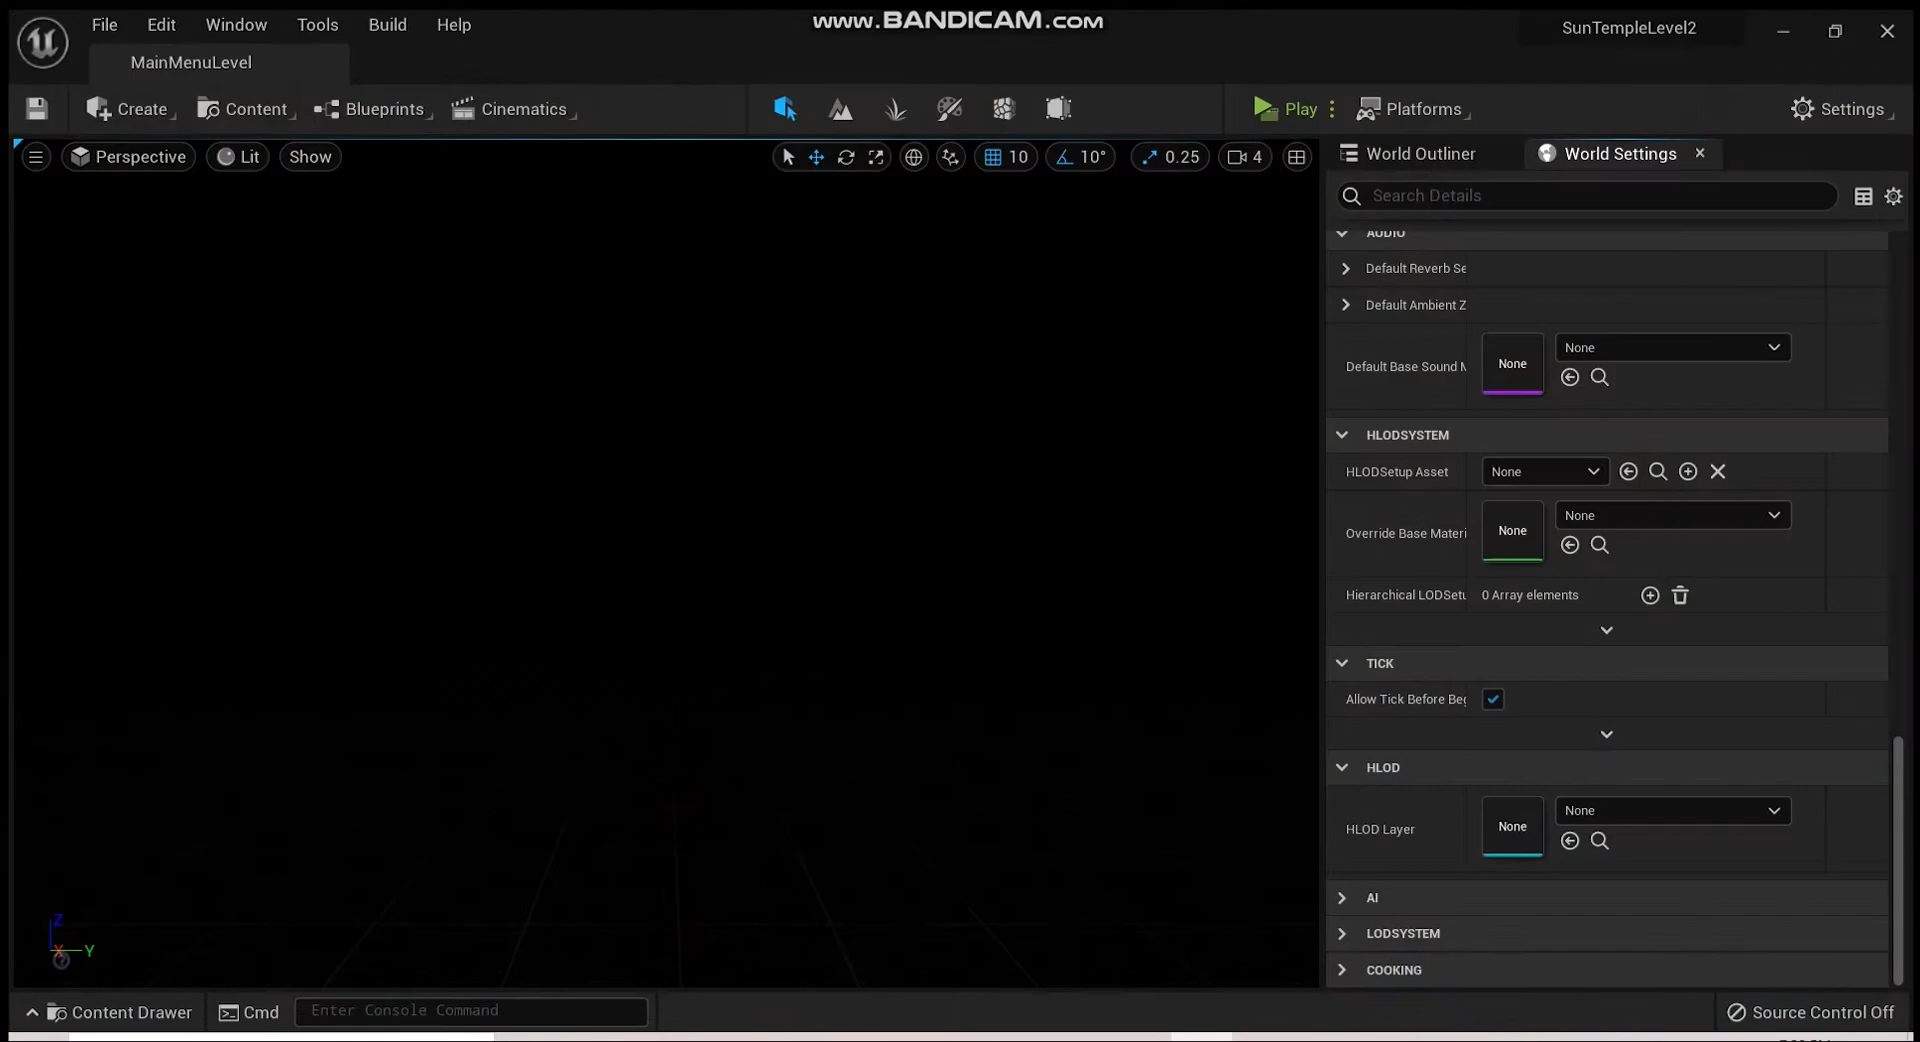 File Edit Window Tools Build Help
www.BANDICAM.com
SunTempleLevel2
MainMenuLevel
Create Content Blueprints Cinematics Play Platforms Settings
Perspective Lit Show 10 10° 0.25 4
World Outliner World Settings
Search Details
AUDIO
Default Reverb Se
Default Ambient Z
None
Default Base Sound M None
HLODSYSTEM
HLODSetup Asset None
None
Override Base Materi None
Hierarchical LODSetu 0 Array elements
TICK
Allow Tick Before Beg
HLOD
None
HLOD Layer None
AI
LODSYSTEM
COOKING
Z
X Y
Content Drawer Cmd Enter Console Command Source Control Off